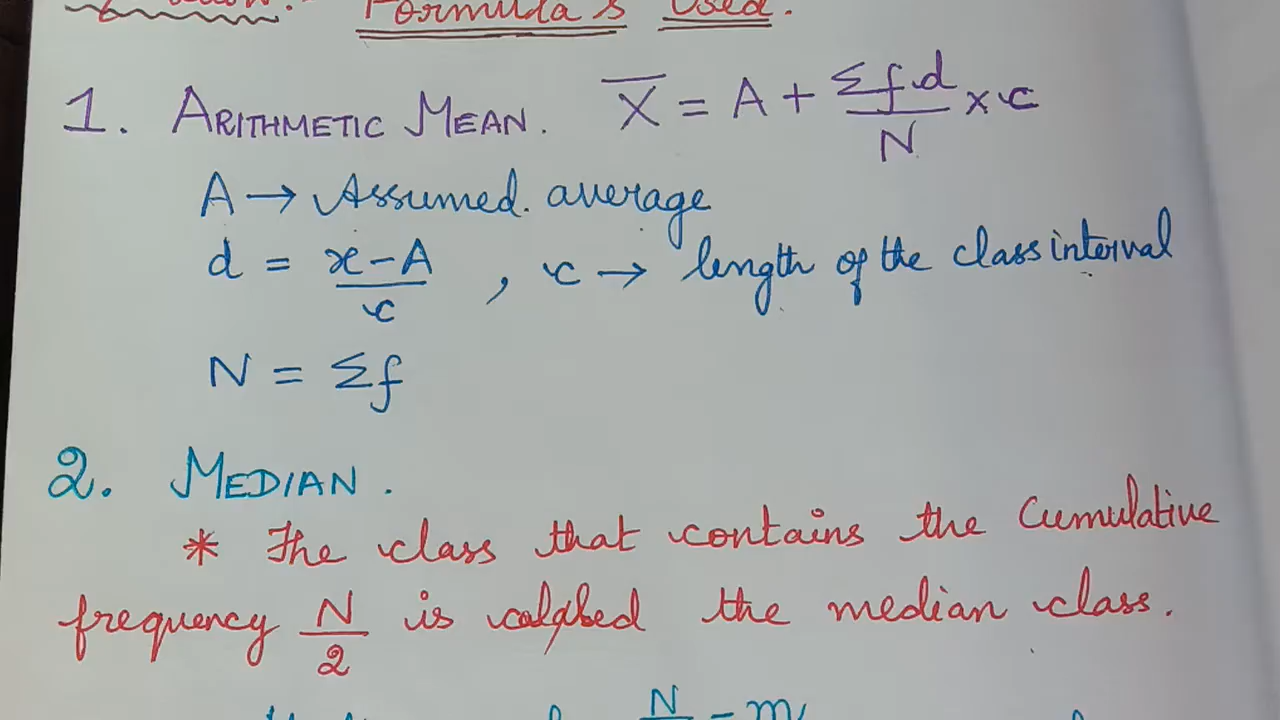 Formula's Used.
1. ARITHMETIC MEAN. X̄ = A + Σfd/N × c
A → Assumed. average
d = x-A/c , c → length of the class interval
N = Σf
2. MEDIAN.
* The class that contains the Cumulative
frequency N/2 is called the median class.
N - m